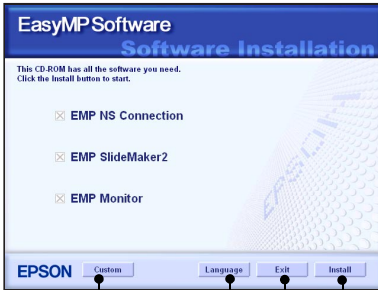 EasyMP Software
Software Installation
This CD-ROM has all the software you need.
Click the Install button to start.
EMP NS Connection
EMP SlideMaker2
EMP Monitor
EPSON
EPSON Custom Language Exit Install